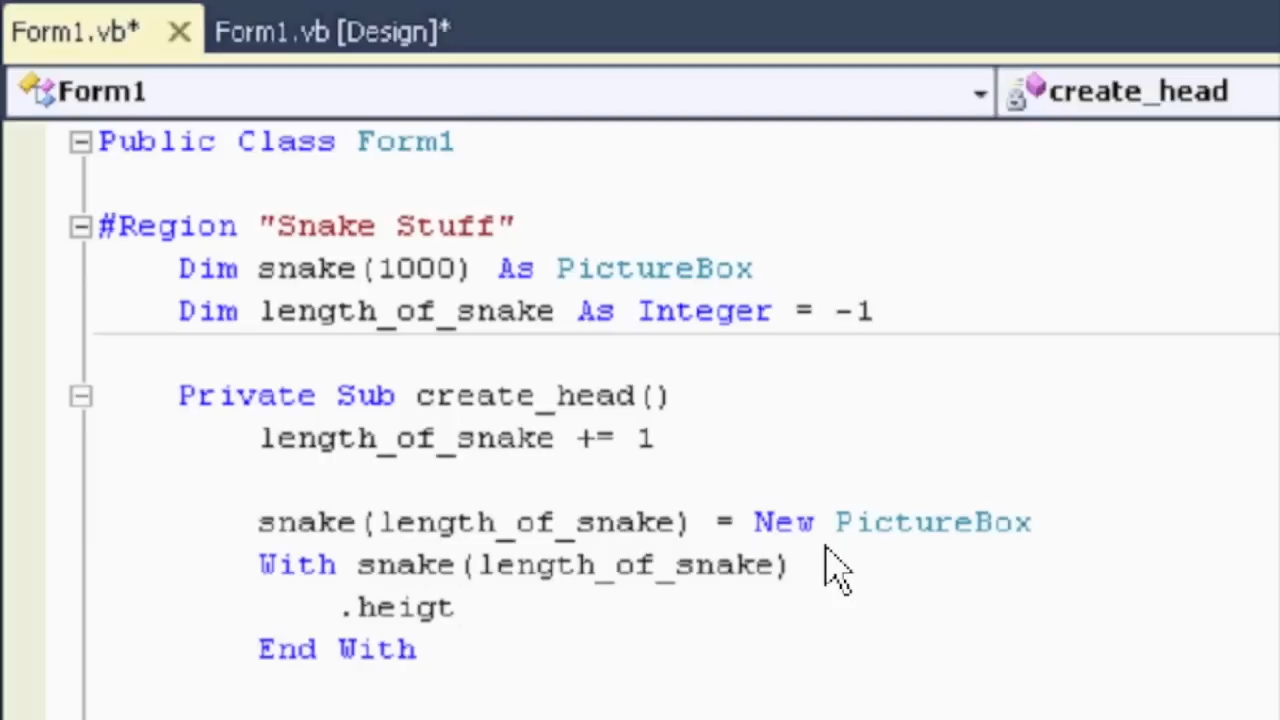 Form1.vb* Form1.vb [Design]*
Form1 create_head
Public Class Form1
#Region "Snake Stuff"
Dim snake(1000) As PictureBox
Dim length_of_snake As Integer = -1
Private Sub create_head()
length_of_snake += 1
snake(length_of_snake) = New PictureBox
With snake(length_of_snake)
.heigt
End With